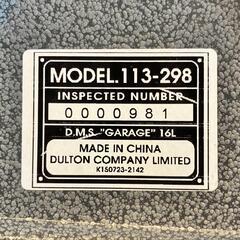 MODEL.113-298
INSPECTED NUMBER
0000981
D.M.S. "GARAGE" 16L
MADE IN CHINA
DULTON COMPANY LIMITED
K150723-2142